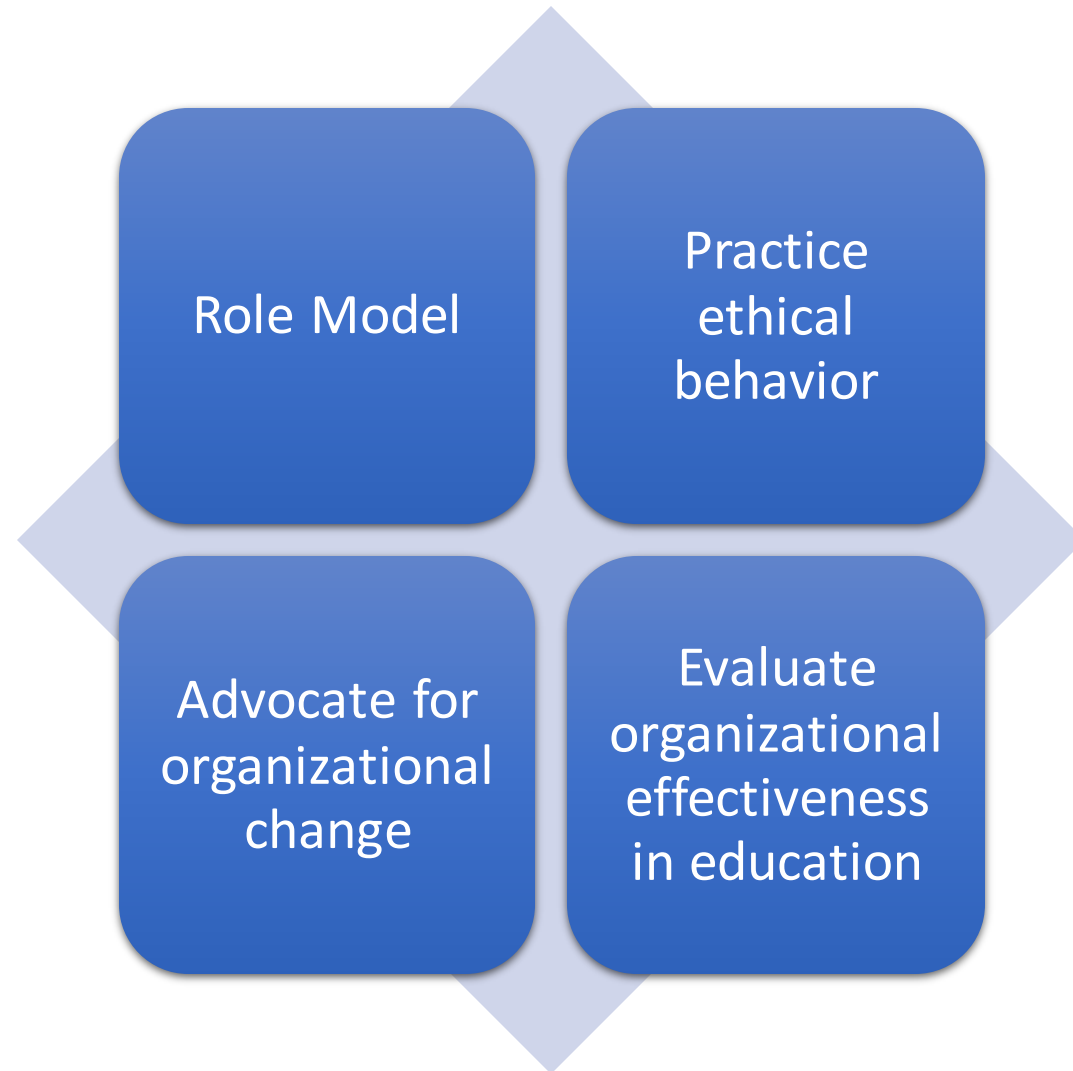 Role Model
Practice
ethical
behavior
Advocate for
organizational
change
Evaluate
organizational
effectiveness
in education